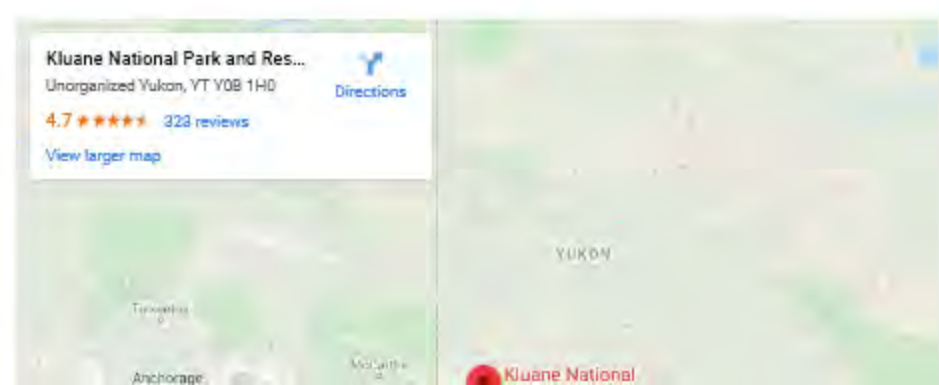 Kluane National Park and Res...
Directions
Unorganized Yukon, YT Y0B 1H0
4.7 323 reviews
View larger map
YUKON
Anchorage
Kluane National